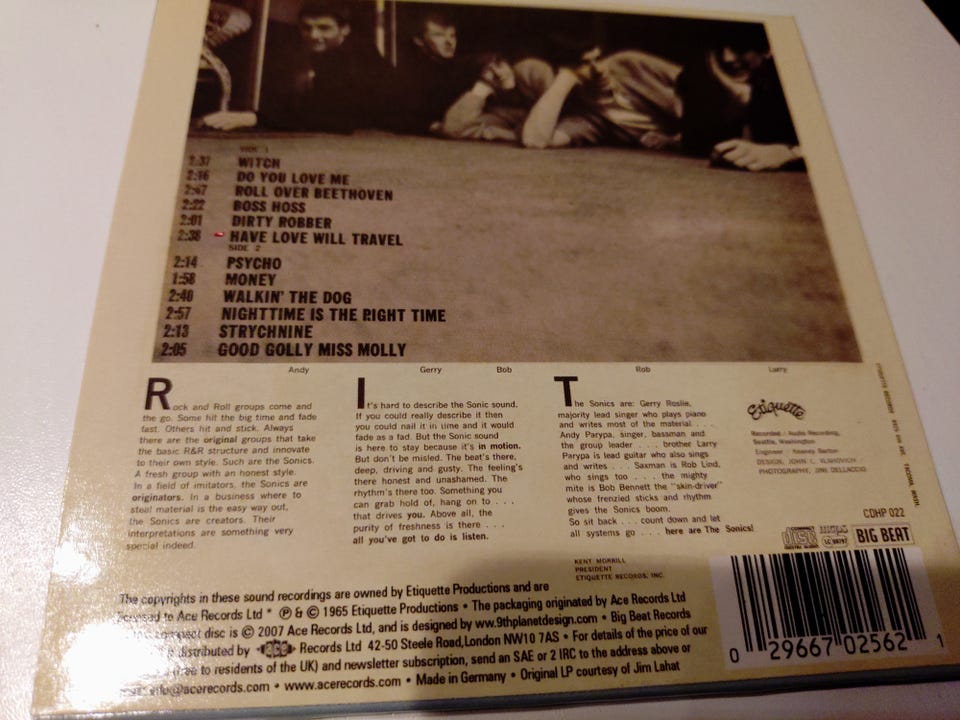 SIDE 1
2:37 WITCH
2:16 DO YOU LOVE ME
2:47 ROLL OVER BEETHOVEN
2:22 BOSS HOSS
2:01 DIRTY ROBBER
2:38 HAVE LOVE WILL TRAVEL
SIDE 2
2:14 PSYCHO
1:58 MONEY
2:40 WALKIN' THE DOG
2:57 NIGHTTIME IS THE RIGHT TIME
2:13 STRYCHNINE
2:05 GOOD GOLLY MISS MOLLY
Andy Gerry Bob Rob Larry
Rock and Roll groups come and
the go. Some hit the big time and fade
fast. Others hit and stick. Always
there are the original groups that take
the basic R&R structure and innovate
to their own style. Such are the Sonics.
A fresh group with an honest style.
In a field of imitators, the Sonics are
originators. In a business where to
steal material is the easy way out,
the Sonics are creators. Their
interpretations are something very
special indeed.
It's hard to describe the Sonic sound.
If you could really describe it then
you could nail it in time and it would
fade as a fad. But the Sonic sound
is here to stay because it's in motion.
But don't be misled. The beat's there,
deep, driving and gusty. The feeling's
there honest and unashamed. The
rhythm's there too. Something you
can grab hold of, hang on to . . .
that drives you. Above all, the
purity of freshness is there . . .
all you've got to do is listen.
The Sonics are: Gerry Roslie,
majority lead singer who plays piano
and writes most of the material . . .
Andy Parypa, singer, bassman and
the group leader . . . brother Larry
Parypa is lead guitar who also sings
and writes . . . Saxman is Rob Lind,
who sings too . . . the mighty
mite is Bob Bennett the "skin-driver"
whose frenzied sticks and rhythm
gives the Sonics boom.
So sit back . . . count down and let
all systems go . . . here are The Sonics!
KENT MORRILL
PRESIDENT
ETIQUETTE RECORDS, INC.
Etiquette
Recorded: Audio Recording,
Seattle, Washington
Engineer Kearney Barton
DESIGN, JOHN L. VLAHOVICH
PHOTOGRAPHY, JINI DELLACCIO
ETIQUETTE RECORDS TACOMA, WASH.
CDHP 022
disc
DIGITAL AUDIO
BIG BEAT
The copyrights in these sound recordings are owned by Etiquette Productions and are
licensed to Ace Records Ltd • ℗ & © 1965 Etiquette Productions • The packaging originated by Ace Records Ltd
compact disc is © 2007 Ace Records Ltd, and is designed by www.9thplanetdesign.com • Big Beat Records
distributed by ace Records Ltd 42-50 Steele Road, London NW10 7AS • For details of the price of our
(free to residents of the UK) and newsletter subscription, send an SAE or 2 IRC to the address above or
@acerecords.com • www.acerecords.com • Made in Germany • Original LP courtesy of Jim Lahat
0 29667 02562 1